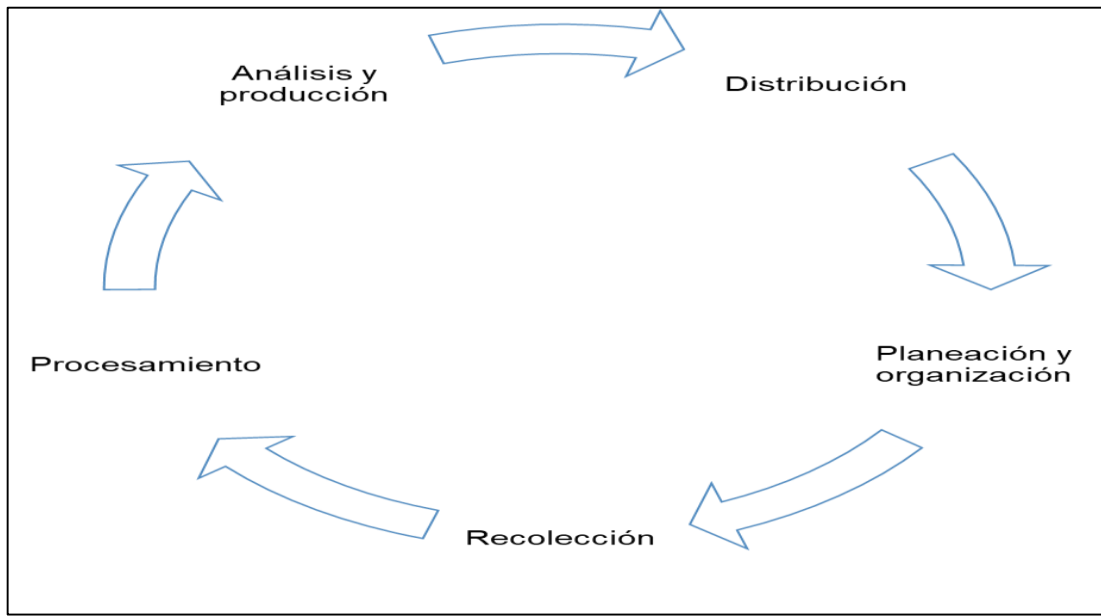 Análisis y
producción
Distribución
Procesamiento
Planeación y
organización
Recolección